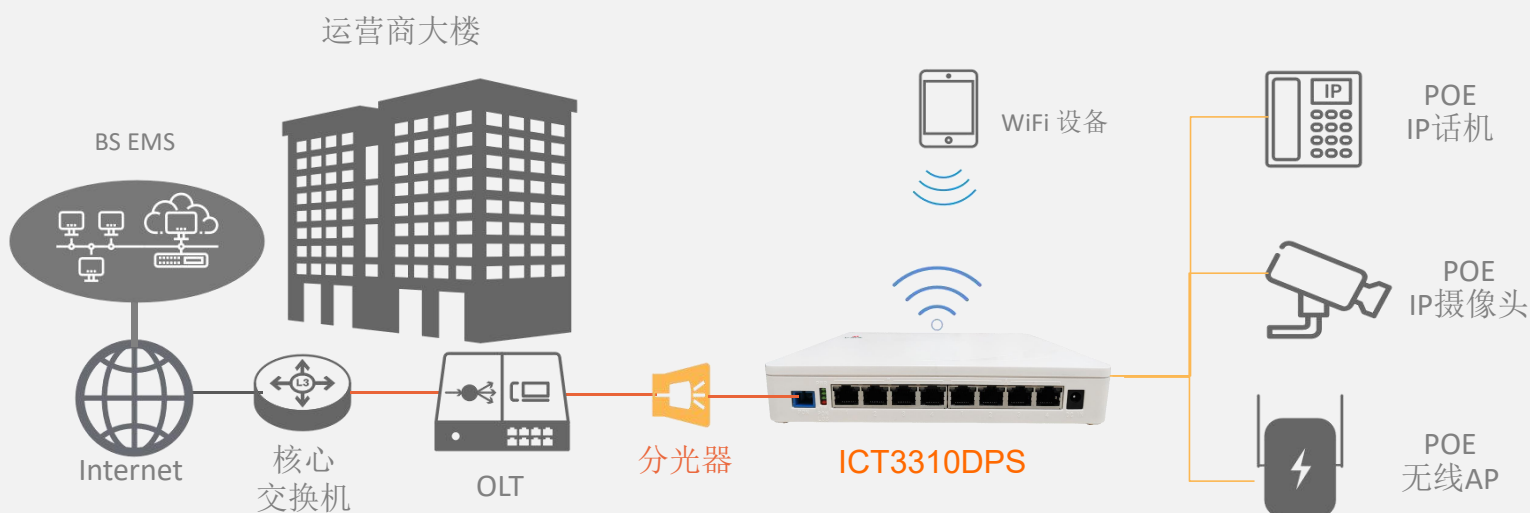 运营商大楼
BS EMS
WiFi 设备
IP
POE
IP话机
POE
IP摄像头
L3
Internet
核心
交换机
OLT
分光器
ICT3310DPS
POE
无线AP